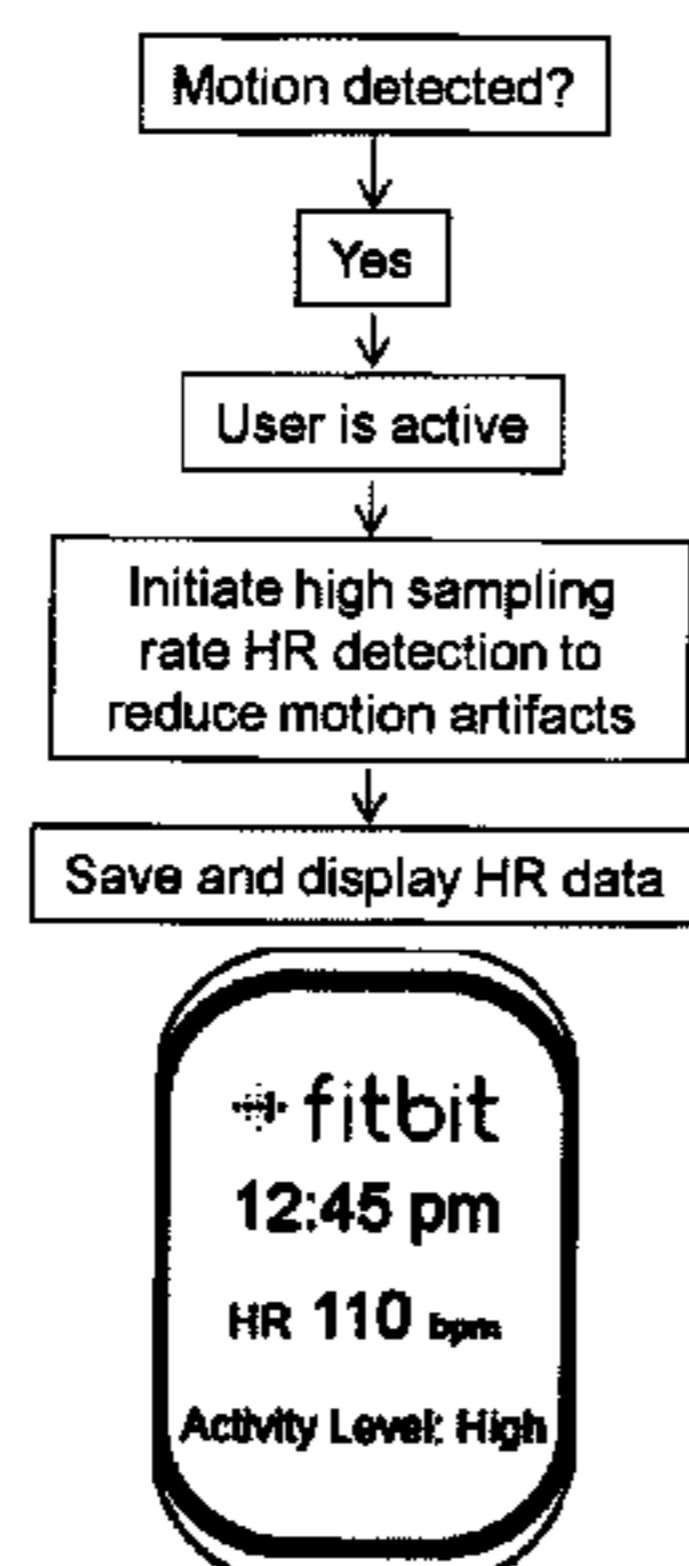 Motion detected?
Yes
User is active
Initiate high sampling
rate HR detection to
reduce motion artifacts
Save and display HR data
fitbit
12:45 pm
HR 110 bpm
Activity Level: High